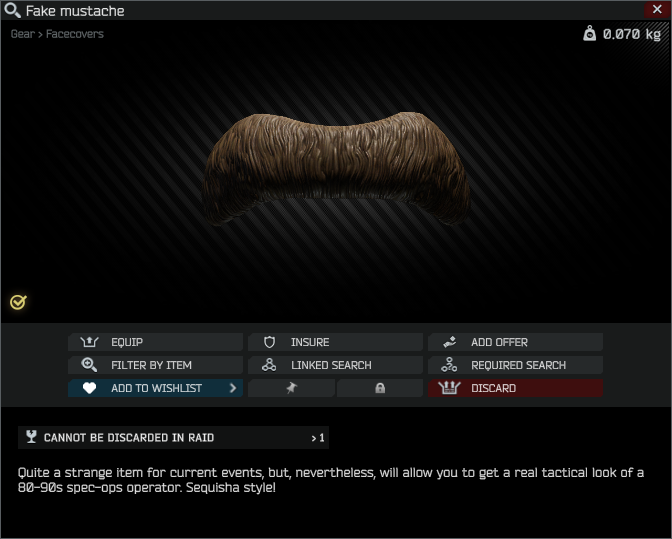 Fake mustache
Gear > Facecovers
0.070 kg
EQUIP
INSURE
ADD OFFER
FILTER BY ITEM
LINKED SEARCH
REQUIRED SEARCH
ADD TO WISHLIST
DISCARD
CANNOT BE DISCARDED IN RAID >1
Quite a strange item for current events, but, nevertheless, will allow you to get a real tactical look of a
80-90s spec-ops operator. Sequisha style!